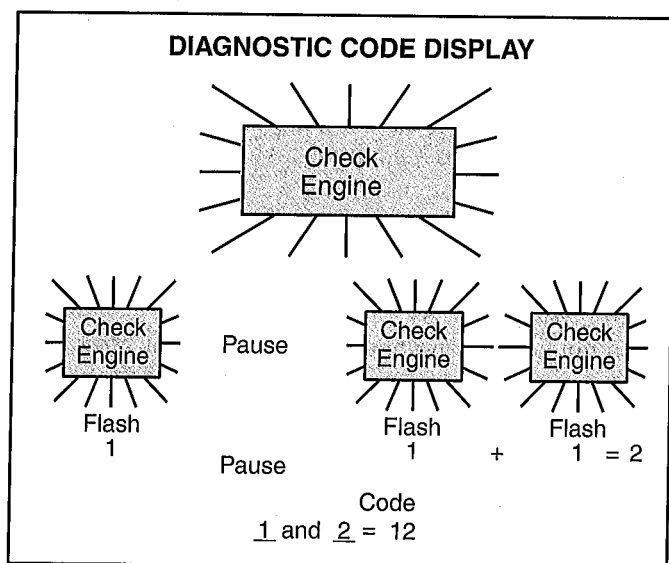 DIAGNOSTIC CODE DISPLAY
Check
Engine
Check
Engine
Pause
Check
Engine
Check
Engine
Flash
1
Flash
1
+
Flash
1 = 2
Pause
Code
1 and 2 = 12